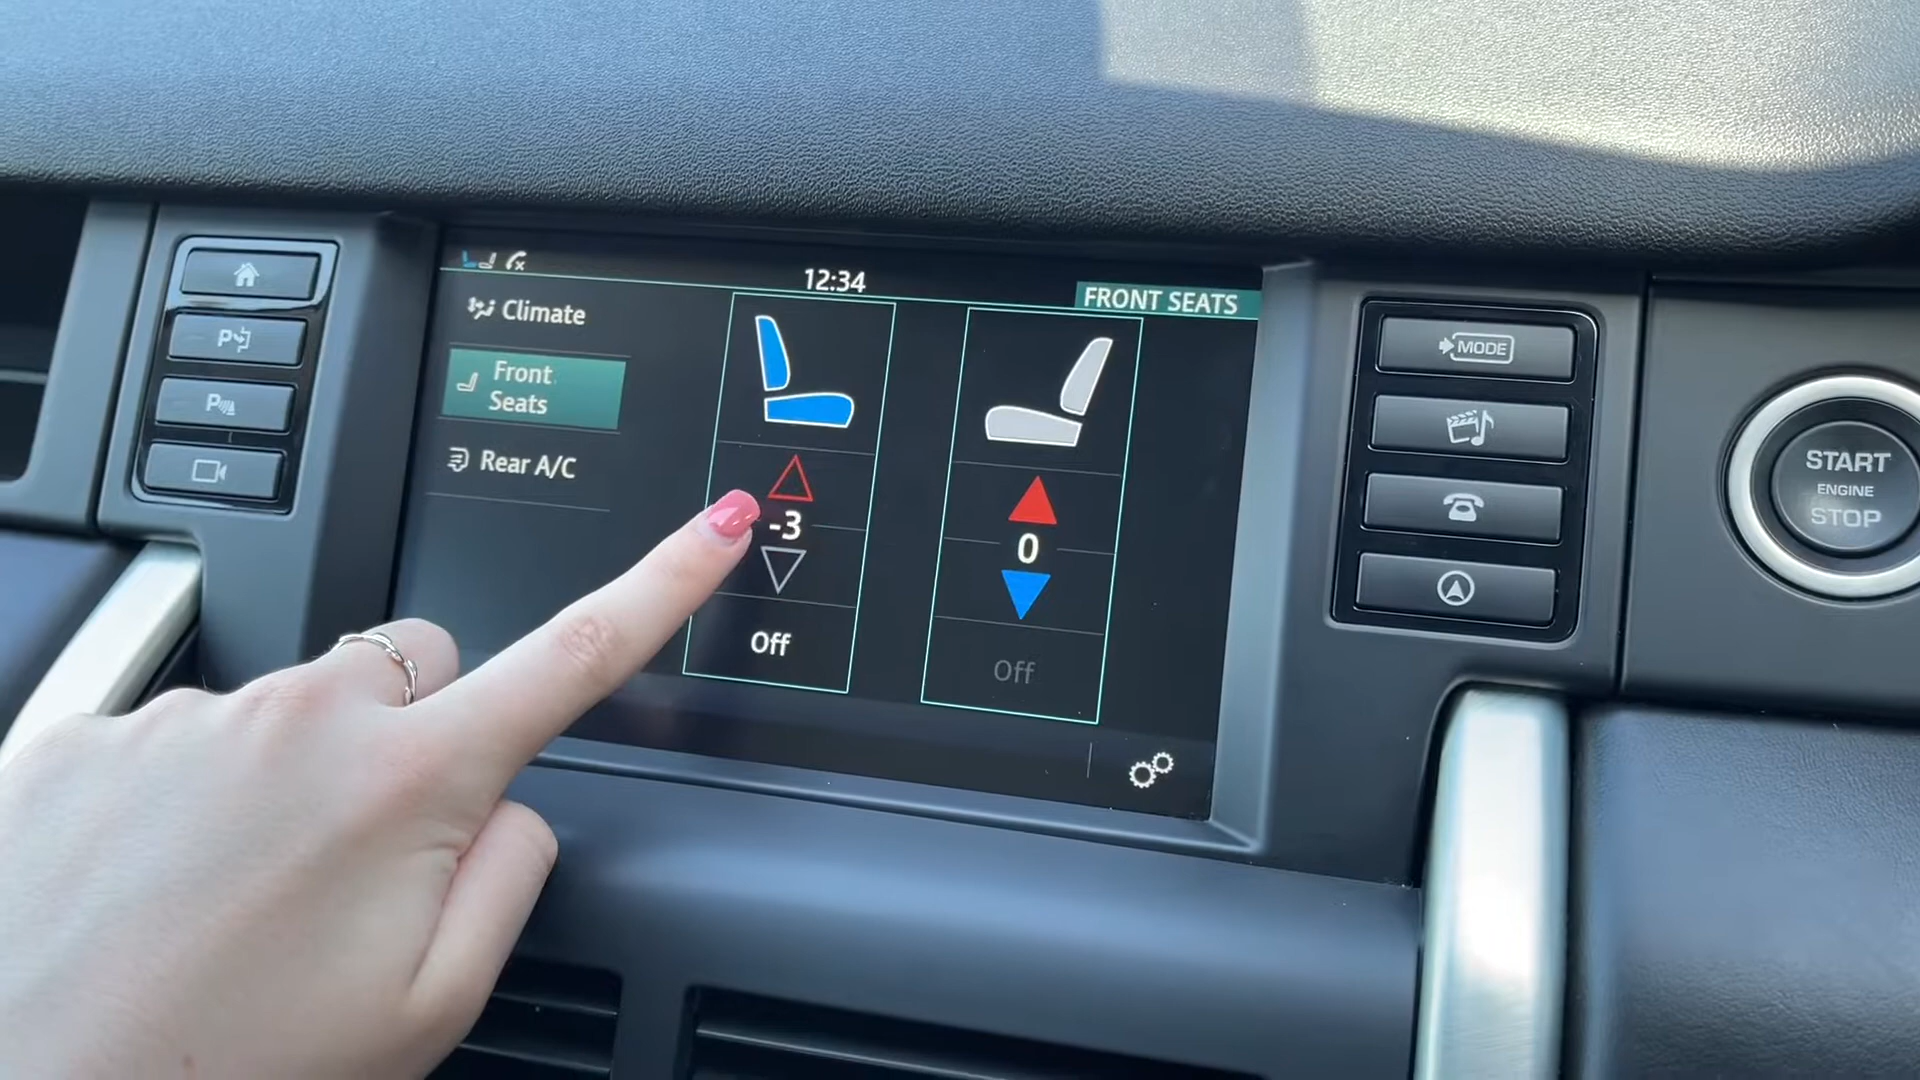 12:34
FRONT SEATS
Climate
Front
Seats
Rear A/C
-3
Off
0
Off
P
P
MODE
START
ENGINE
STOP